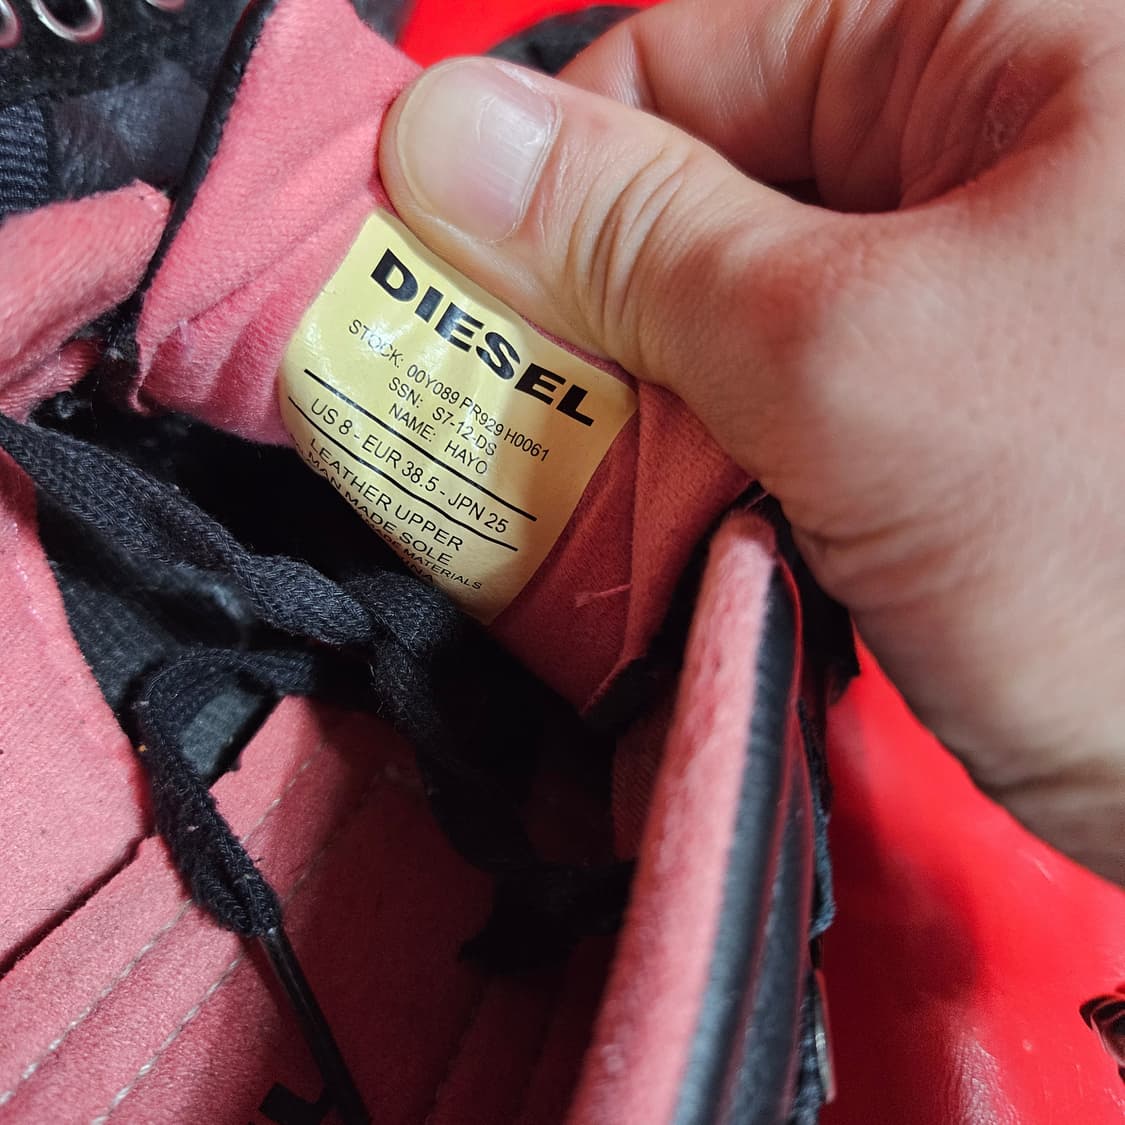 DIESEL
STOCK: 00Y089 PR929 H0061
SSN: S7-12-DS
NAME: HAYO
US 8 - EUR 38.5 - JPN 25
LEATHER UPPER
MAN MADE SOLE
MATERIALS